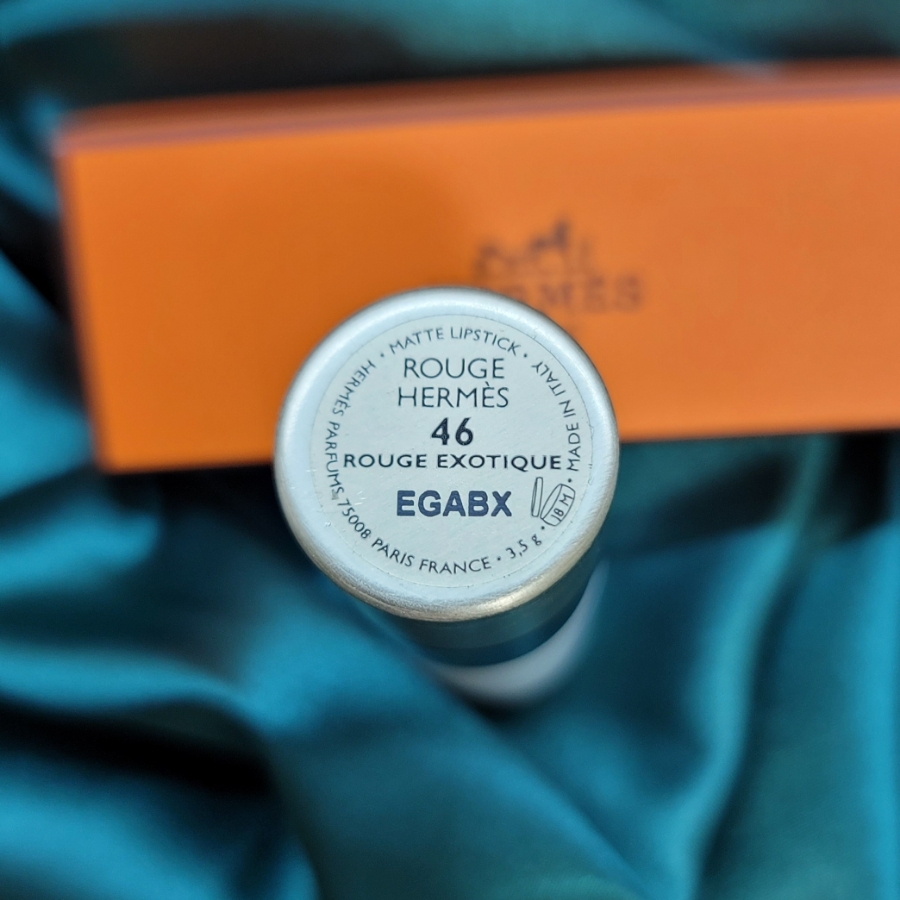 HERMÈS
• MATTE LIPSTICK •
ROUGE
HERMÈS
46
ROUGE EXOTIQUE
EGABX
18 M
HERMÈS PARFUMS, 75008 PARIS FRANCE • 3,5 g •
• MADE IN ITALY